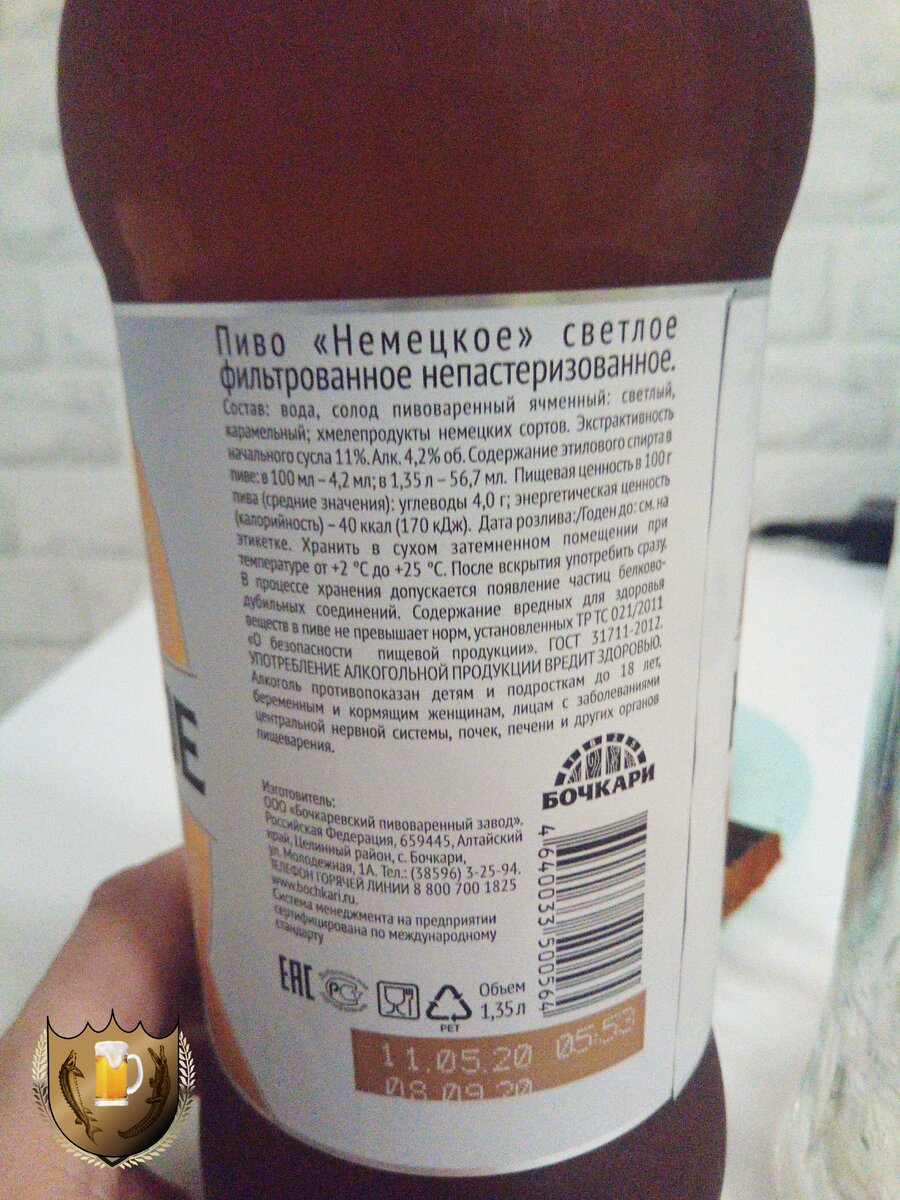 Пиво «Немецкое» светлое
фильтрованное непастеризованное.
Состав: вода, солод пивоваренный ячменный: светлый,
карамельный; хмелепродукты немецких сортов. Экстрактивность
начального сусла 11%. Алк. 4,2% об. Содержание этилового спирта в
пиве: в 100 мл – 4,2 мл; в 1,35 л – 56,7 мл. Пищевая ценность в 100 г
пива (средние значения): углеводы 4,0 г; энергетическая ценность
(калорийность) – 40 ккал (170 кДж). Дата розлива:/Годен до: см. на
этикетке. Хранить в сухом затемненном помещении при
температуре от +2 °С до +25 °С. После вскрытия употребить сразу.
В процессе хранения допускается появление частиц белково-
дубильных соединений. Содержание вредных для здоровья
веществ в пиве не превышает норм, установленных ТР ТС 021/2011
«О безопасности пищевой продукции». ГОСТ 31711-2012.
УПОТРЕБЛЕНИЕ АЛКОГОЛЬНОЙ ПРОДУКЦИИ ВРЕДИТ ЗДОРОВЬЮ.
Алкоголь противопоказан детям и подросткам до 18 лет,
беременным и кормящим женщинам, лицам с заболеваниями
центральной нервной системы, почек, печени и других органов
пищеварения.
Е
1825
БОЧКАРИ
Изготовитель:
ООО «Бочкаревский пивоваренный завод».
Российская Федерация, 659445, Алтайский
край, Целинный район, с. Бочкари,
ул. Молодежная, 1А. Тел.: (38596) 3-25-94.
ТЕЛЕФОН ГОРЯЧЕЙ ЛИНИИ 8 800 700 1825
www.bochkari.ru.
Система менеджмента на предприятии
сертифицирована по международному
стандарту
4 640033 500564
ЕАС
РСТ
PET
Объем
1,35 л
11.05.20 05:53
08.09.20